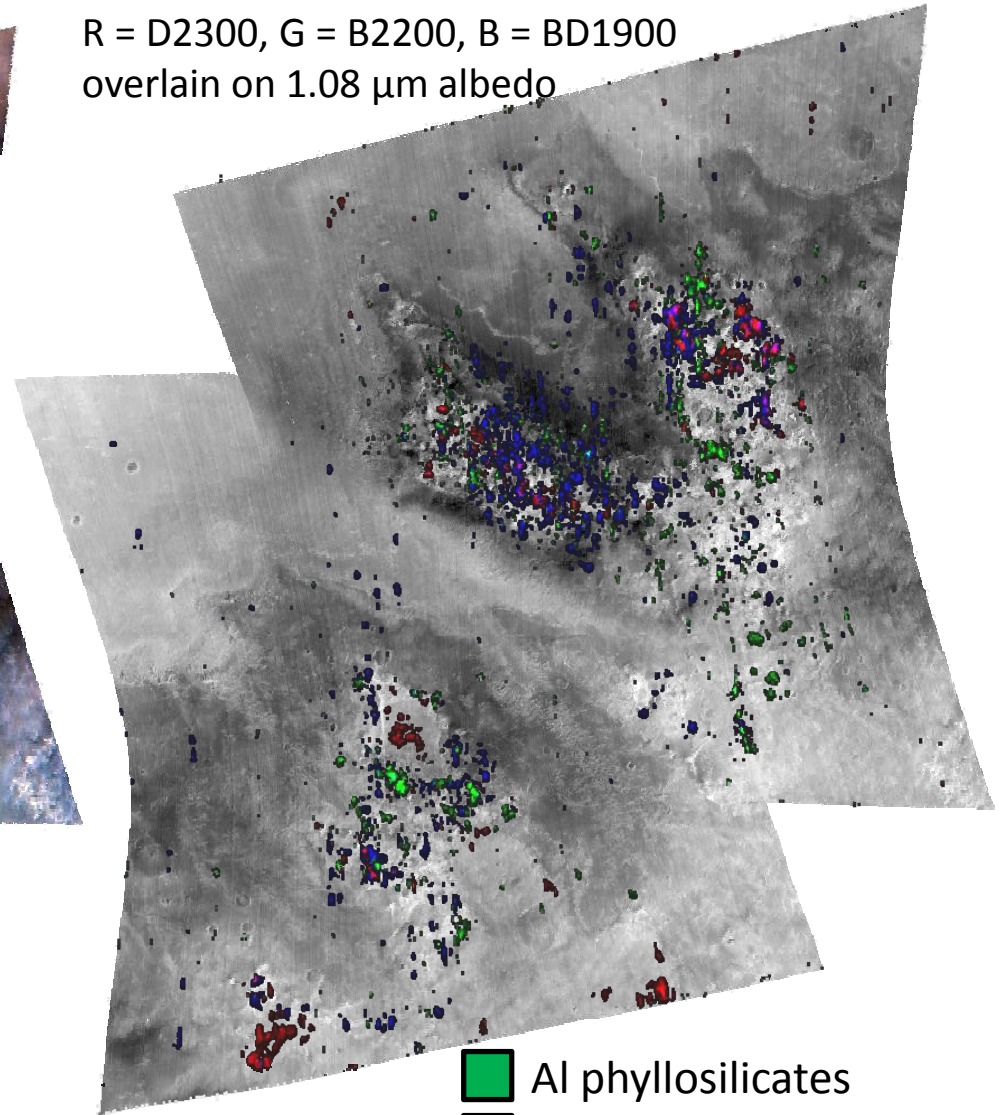 R = D2300, G = B2200, B = BD1900
overlain on 1.08 µm albedo
Al phyllosilicates